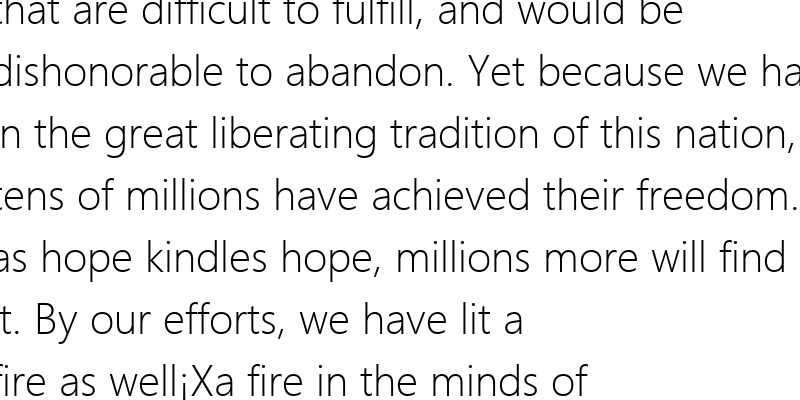 that are difficult to fulfill, and would be
dishonorable to abandon. Yet because we ha
n the great liberating tradition of this nation,
tens of millions have achieved their freedom.
as hope kindles hope, millions more will find
t. By our efforts, we have lit a
fire as well¡Xa fire in the minds of